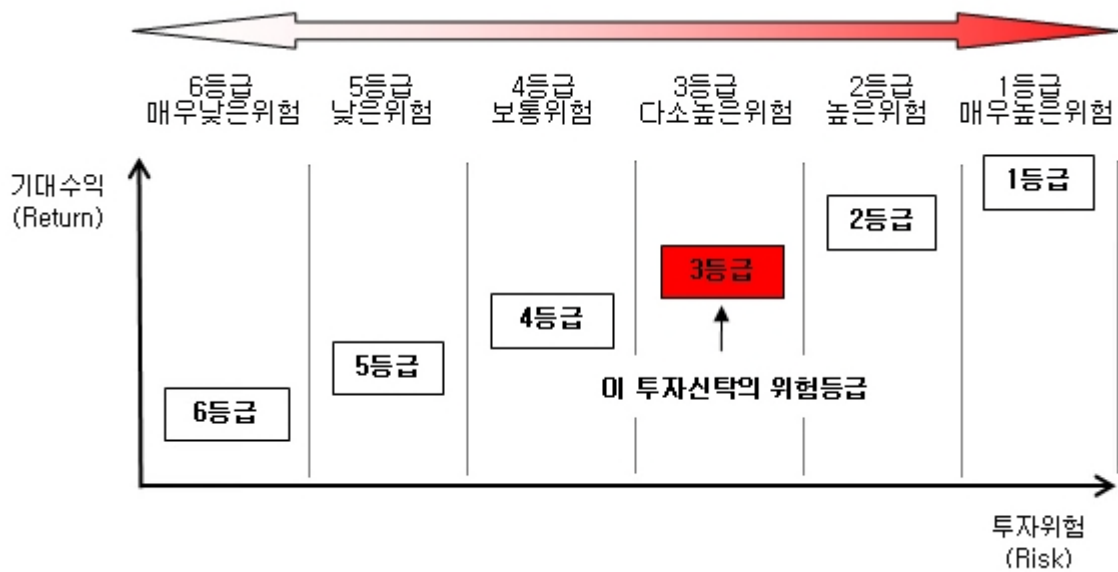 6등급
매우낮은위험
5등급
낮은위험
4등급
보통위험
3등급
다소높은위험
2등급
높은위험
1등급
매우높은위험
기대수익
(Return)
1등급
2등급
3등급
4등급
5등급
이 투자신탁의 위험등급
6등급
투자위험
(Risk)